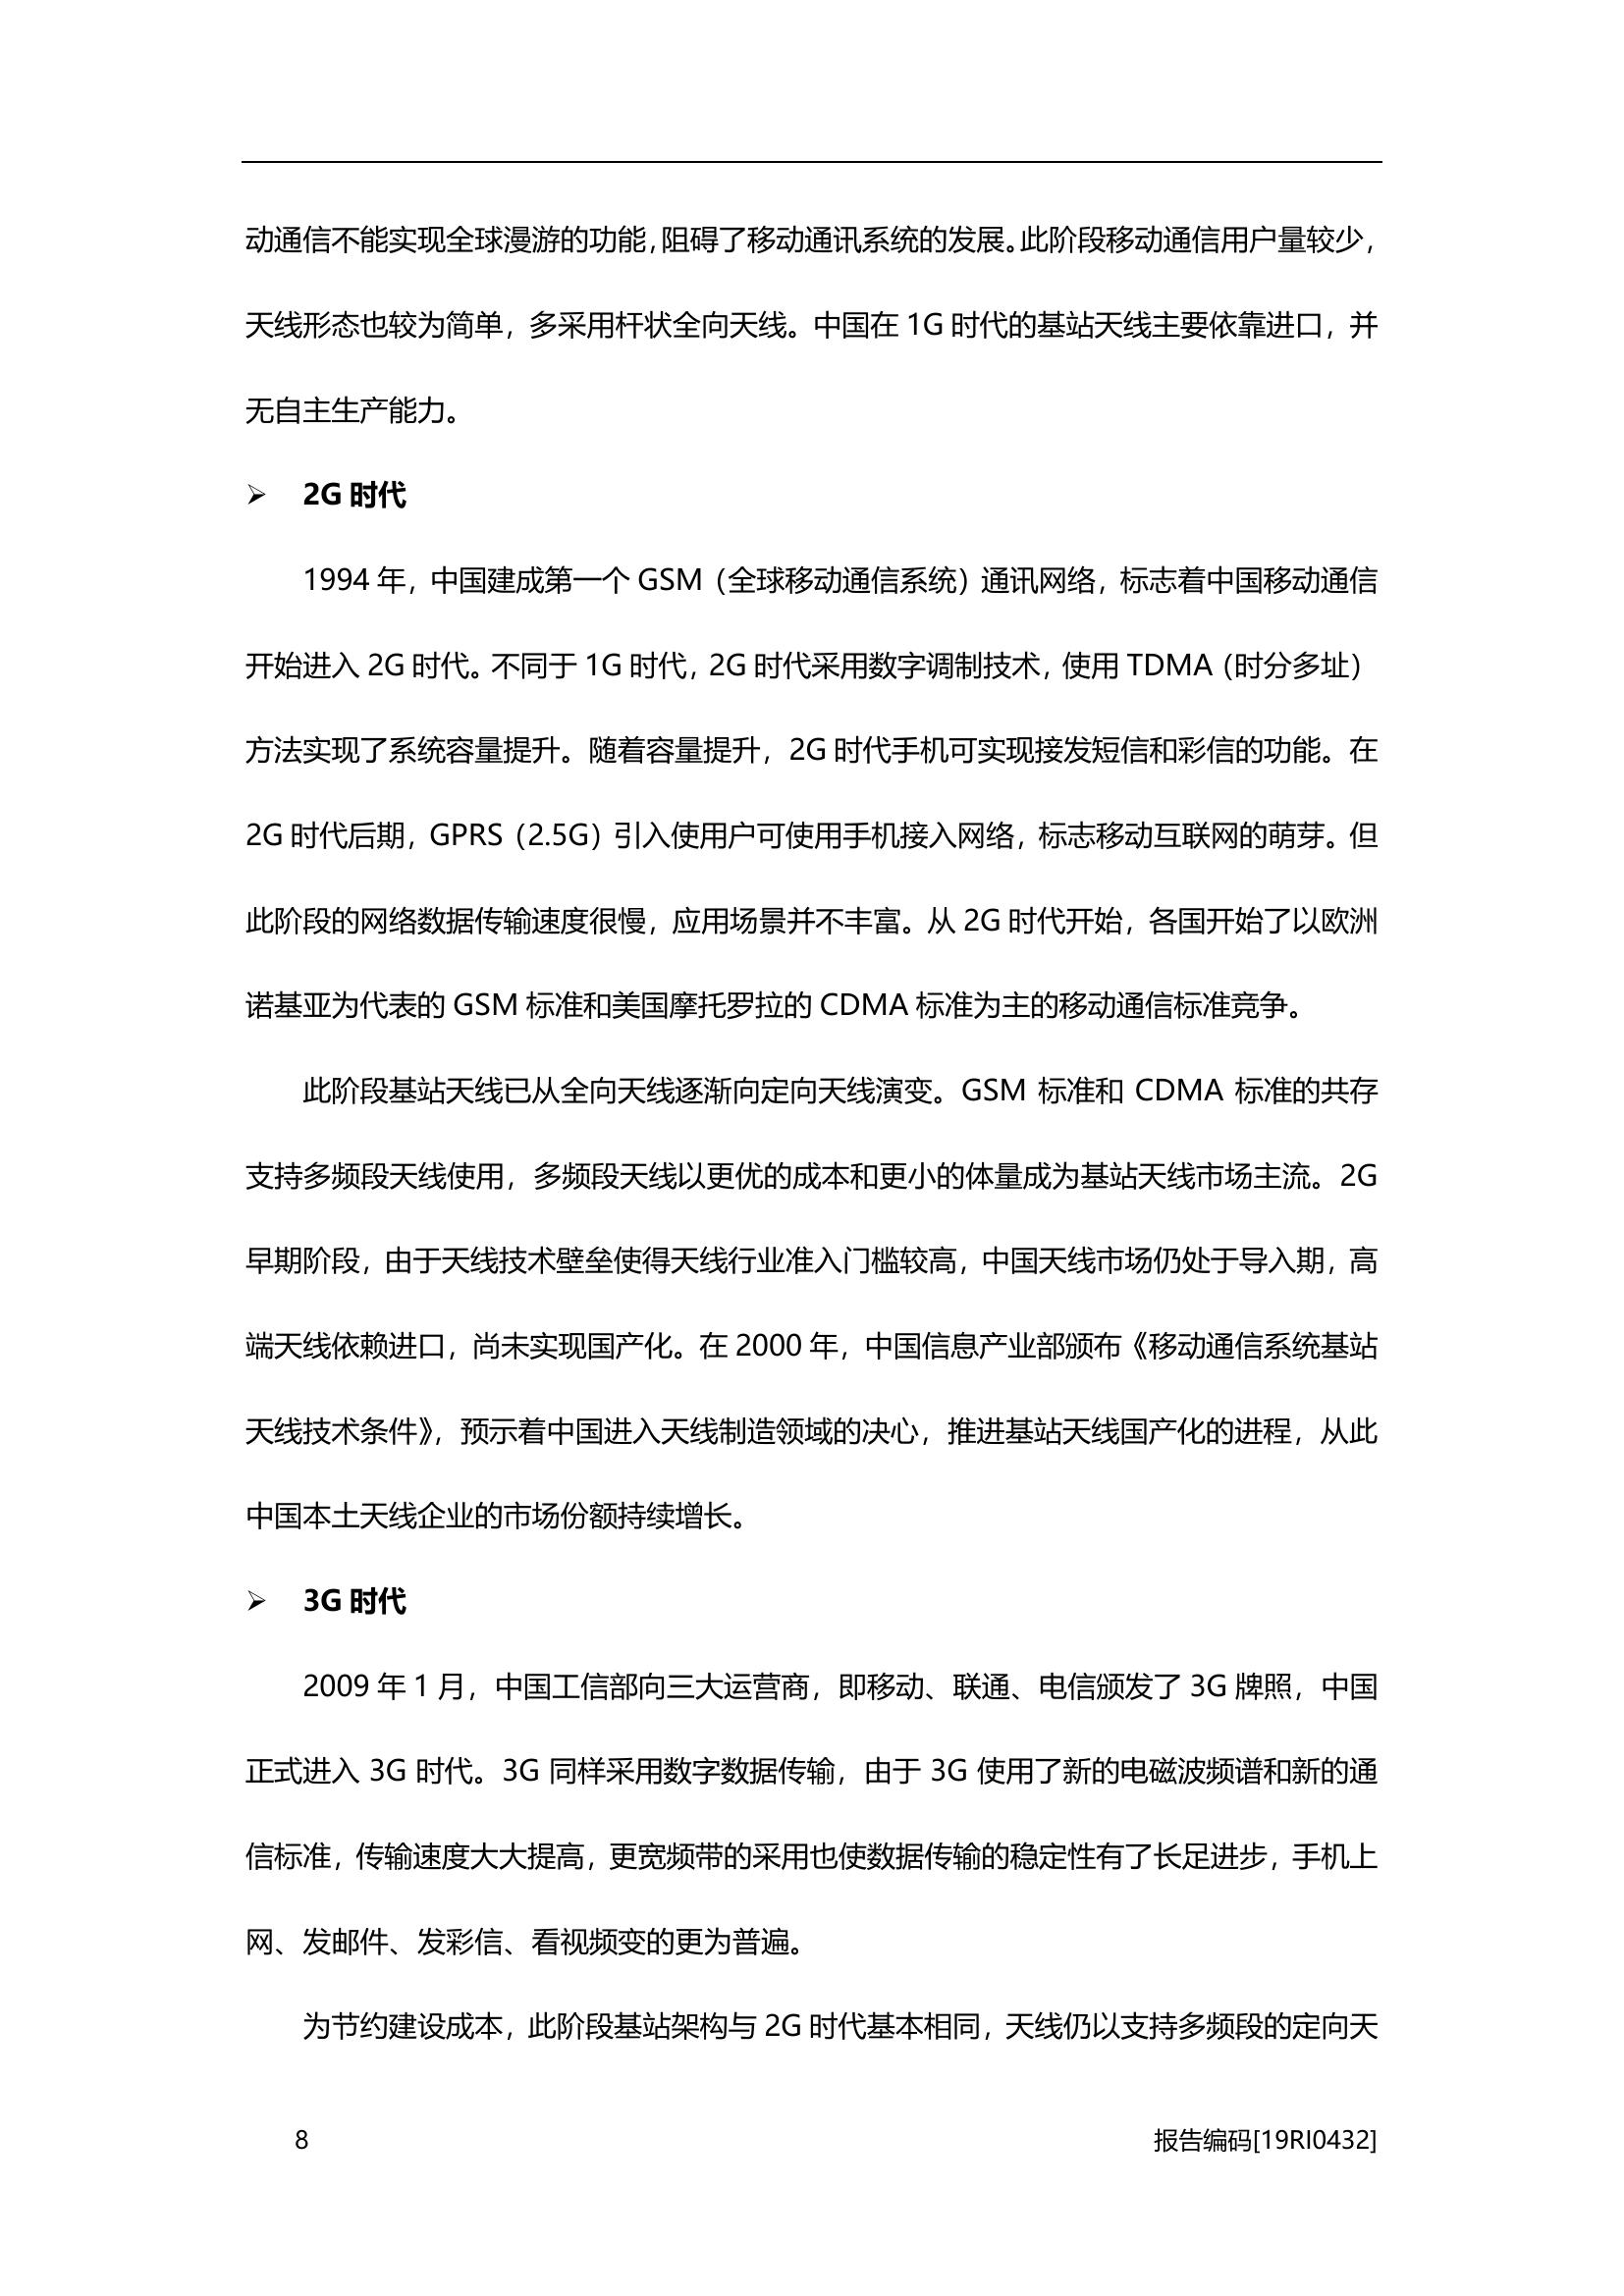 动通信不能实现全球漫游的功能，阻碍了移动通讯系统的发展。此阶段移动通信用户量较少，
天线形态也较为简单，多采用杆状全向天线。中国在 1G 时代的基站天线主要依靠进口，并
无自主生产能力。
➢ 2G 时代
1994 年，中国建成第一个 GSM（全球移动通信系统）通讯网络，标志着中国移动通信
开始进入 2G 时代。不同于 1G 时代，2G 时代采用数字调制技术，使用 TDMA（时分多址）
方法实现了系统容量提升。随着容量提升，2G 时代手机可实现接发短信和彩信的功能。在
2G 时代后期，GPRS（2.5G）引入使用户可使用手机接入网络，标志移动互联网的萌芽。但
此阶段的网络数据传输速度很慢，应用场景并不丰富。从 2G 时代开始，各国开始了以欧洲
诺基亚为代表的 GSM 标准和美国摩托罗拉的 CDMA 标准为主的移动通信标准竞争。
此阶段基站天线已从全向天线逐渐向定向天线演变。GSM 标准和 CDMA 标准的共存
支持多频段天线使用，多频段天线以更优的成本和更小的体量成为基站天线市场主流。2G
早期阶段，由于天线技术壁垒使得天线行业准入门槛较高，中国天线市场仍处于导入期，高
端天线依赖进口，尚未实现国产化。在 2000 年，中国信息产业部颁布《移动通信系统基站
天线技术条件》，预示着中国进入天线制造领域的决心，推进基站天线国产化的进程，从此
中国本土天线企业的市场份额持续增长。
➢ 3G 时代
2009 年 1 月，中国工信部向三大运营商，即移动、联通、电信颁发了 3G 牌照，中国
正式进入 3G 时代。3G 同样采用数字数据传输，由于 3G 使用了新的电磁波频谱和新的通
信标准，传输速度大大提高，更宽频带的采用也使数据传输的稳定性有了长足进步，手机上
网、发邮件、发彩信、看视频变的更为普遍。
为节约建设成本，此阶段基站架构与 2G 时代基本相同，天线仍以支持多频段的定向天
8
报告编码[19RI0432]